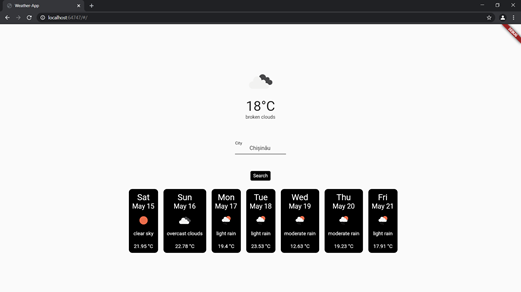 Weather-App
localhost:64747/#/
18°C
broken clouds
City
Chișinău
Search
Sat
May 15
clear sky
21.95 °C
Sun
May 16
overcast clouds
22.78 °C
Mon
May 17
light rain
19.4 °C
Tue
May 18
light rain
23.53 °C
Wed
May 19
moderate rain
12.63 °C
Thu
May 20
moderate rain
19.23 °C
Fri
May 21
light rain
17.91 °C